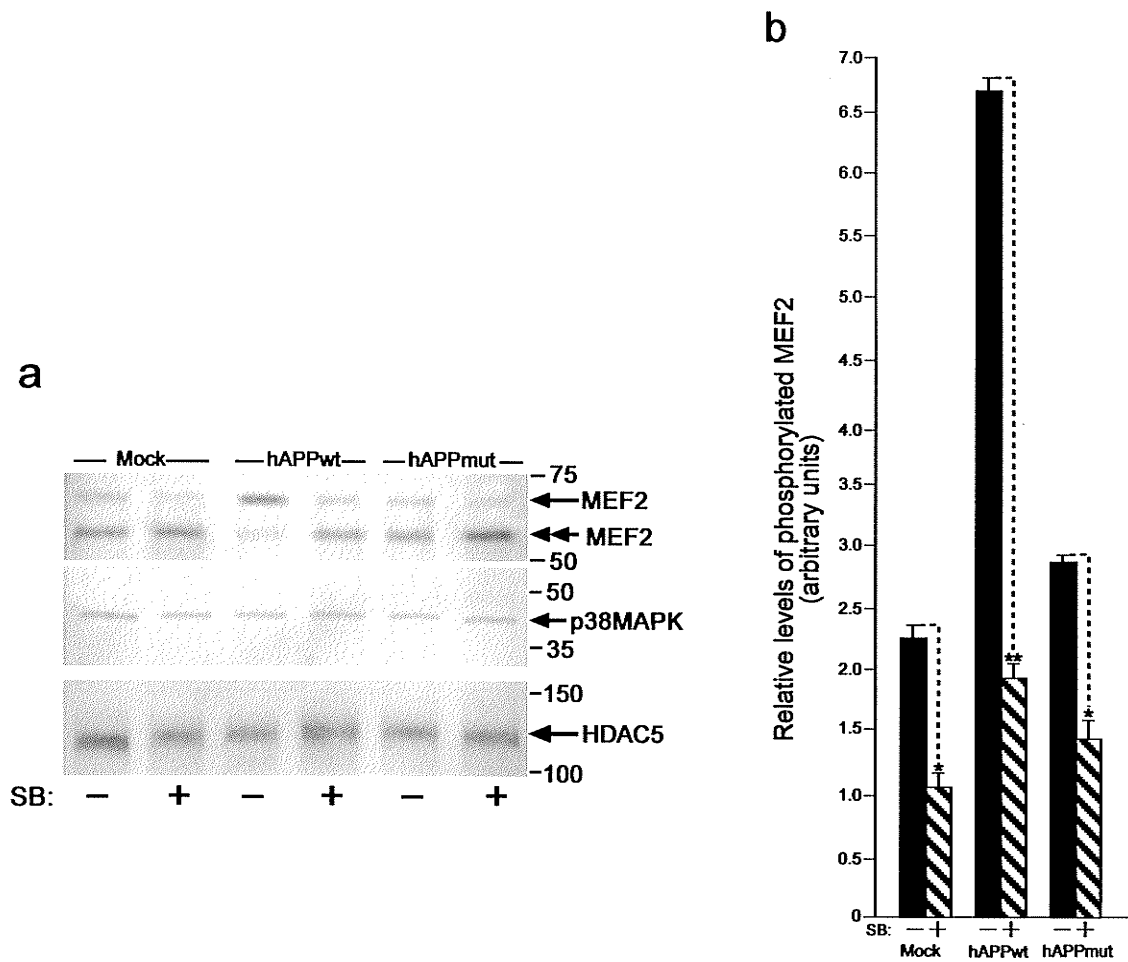 a
Mock hAPPwt hAPPmut
75
MEF2
MEF2
50
50
p38MAPK
35
150
HDAC5
100
SB: − + − + − +
b
Relative levels of phosphorylated MEF2
(arbitrary units)
7.0
6.5
6.0
5.5
5.0
4.5
4.0
3.5
3.0
2.5
2.0
1.5
1.0
0.5
0
*
**
*
SB: − + − + − +
Mock hAPPwt hAPPmut